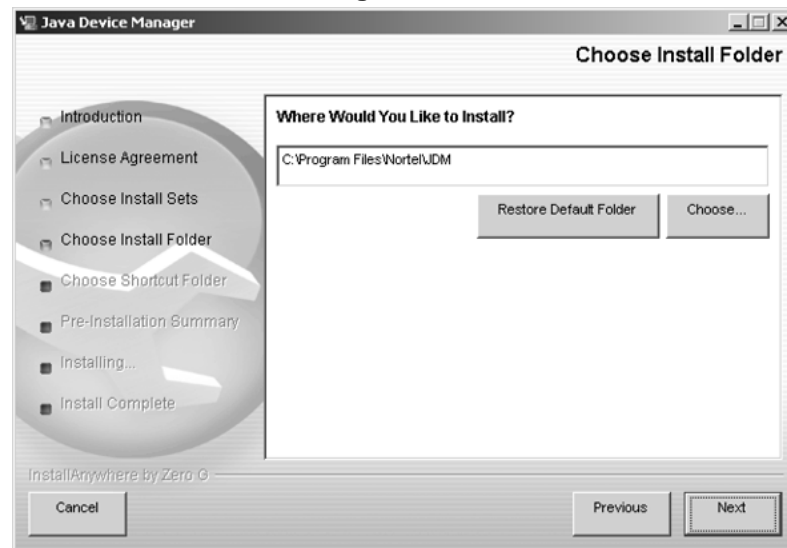 Java Device Manager
Choose Install Folder
Introduction
License Agreement
Choose Install Sets
Choose Install Folder
Choose Shortcut Folder
Pre-Installation Summary
Installing...
Install Complete
Where Would You Like to Install?
C:\Program Files\Nortel\JDM
Restore Default Folder
Choose...
InstallAnywhere by Zero G
Cancel
Previous
Next